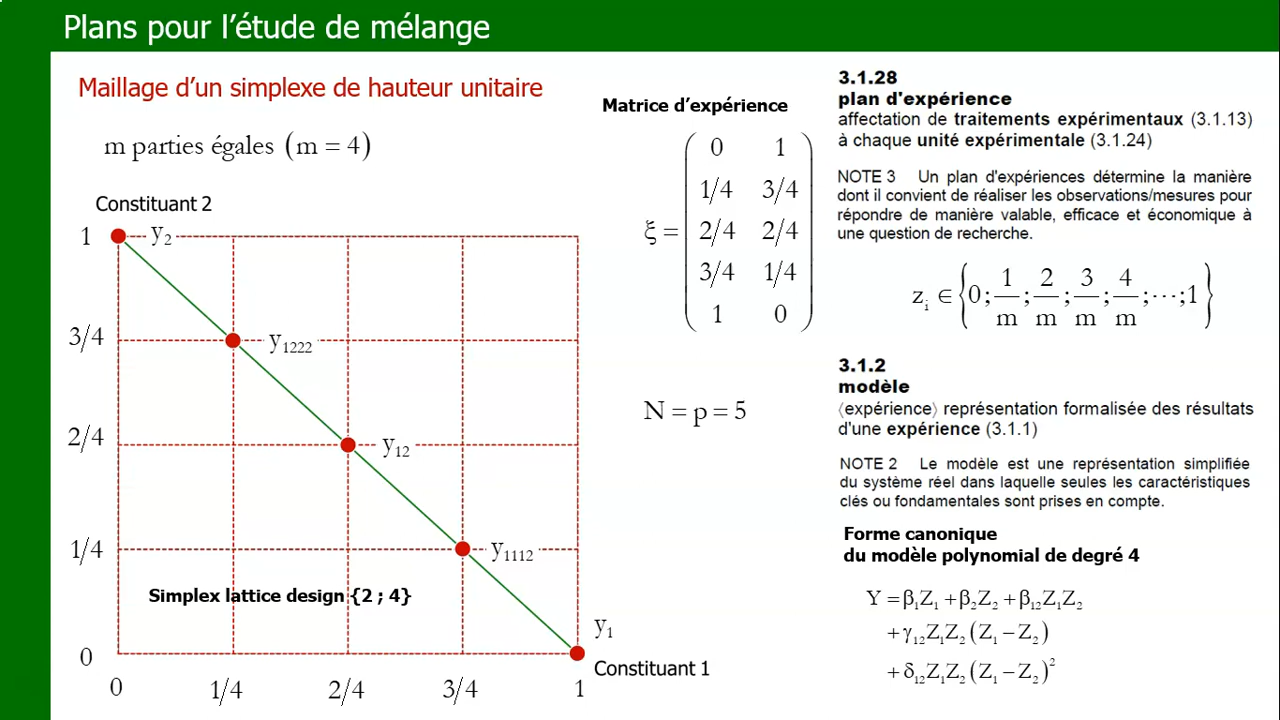 Plans pour l’étude de mélange
Maillage d’un simplexe de hauteur unitaire
m parties égales (m = 4)
Constituant 2
1
y₂
3/4
y₁₂₂₂
2/4
y₁₂
1/4
y₁₁₁₂
Simplex lattice design {2 ; 4}
y₁
0
Constituant 1
0 1/4 2/4 3/4 1
Matrice d’expérience
ξ =
0 1
1/4 3/4
2/4 2/4
3/4 1/4
1 0
N = p = 5
3.1.28
plan d'expérience
affectation de traitements expérimentaux (3.1.13)
à chaque unité expérimentale (3.1.24)
NOTE 3 Un plan d'expériences détermine la manière
dont il convient de réaliser les observations/mesures pour
répondre de manière valable, efficace et économique à
une question de recherche.
zᵢ ∈ {0 ; 1/m ; 2/m ; 3/m ; 4/m ; ⋯ ; 1}
3.1.2
modèle
〈expérience〉 représentation formalisée des résultats
d'une expérience (3.1.1)
NOTE 2 Le modèle est une représentation simplifiée
du système réel dans laquelle seules les caractéristiques
clés ou fondamentales sont prises en compte.
Forme canonique
du modèle polynomial de degré 4
Y = β₁Z₁ + β₂Z₂ + β₁₂Z₁Z₂
+ γ₁₂Z₁Z₂ (Z₁ − Z₂)
+ δ₁₂Z₁Z₂ (Z₁ − Z₂)²